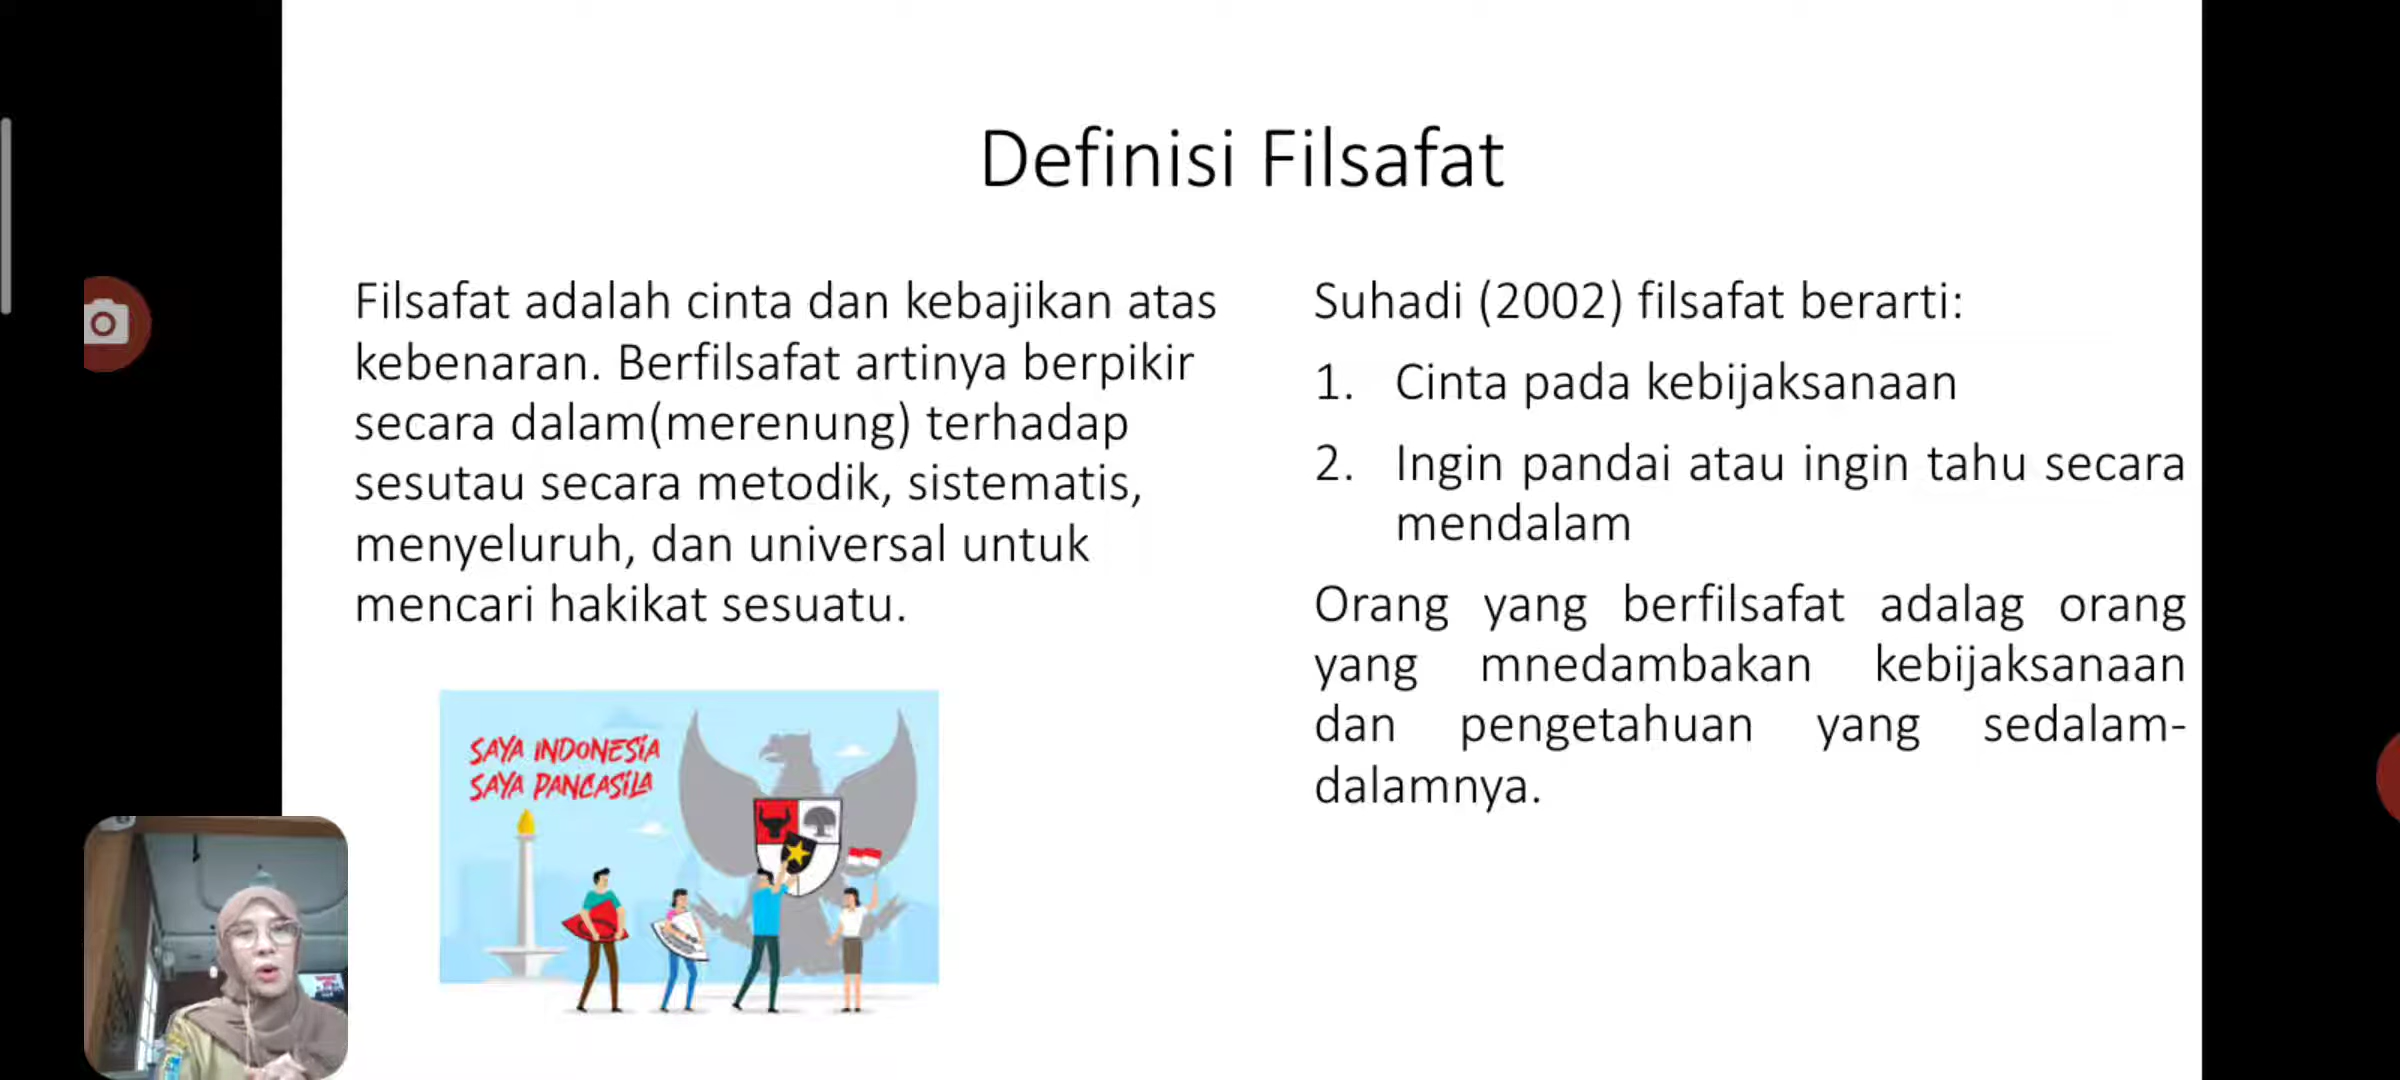 Definisi Filsafat
Filsafat adalah cinta dan kebajikan atas
kebenaran. Berfilsafat artinya berpikir
secara dalam(merenung) terhadap
sesutau secara metodik, sistematis,
menyeluruh, dan universal untuk
mencari hakikat sesuatu.
SAYA INDONESIA
SAYA PANCASILA
Suhadi (2002) filsafat berarti:
1. Cinta pada kebijaksanaan
2. Ingin pandai atau ingin tahu secara
mendalam
Orang yang berfilsafat adalag orang
yang mnedambakan kebijaksanaan
dan pengetahuan yang sedalam-
dalamnya.